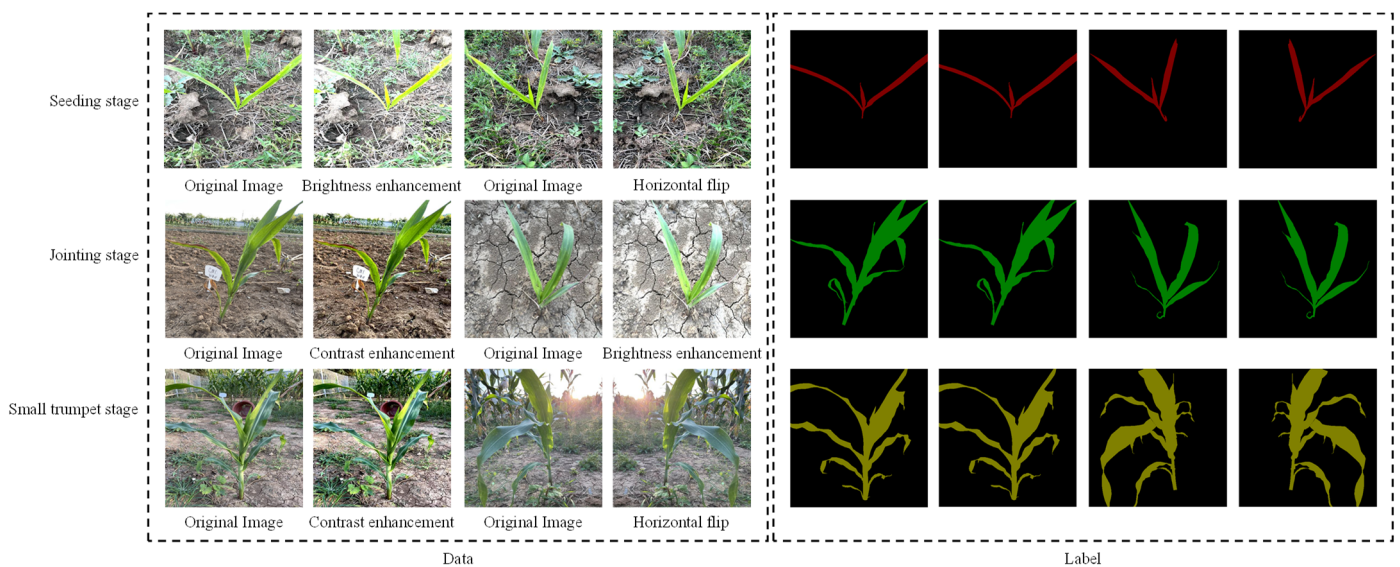 Seeding stage
Original Image
Brightness enhancement
Original Image
Horizontal flip
Jointing stage
Original Image
Contrast enhancement
Original Image
Brightness enhancement
Small trumpet stage
Original Image
Contrast enhancement
Original Image
Horizontal flip
Data
Label